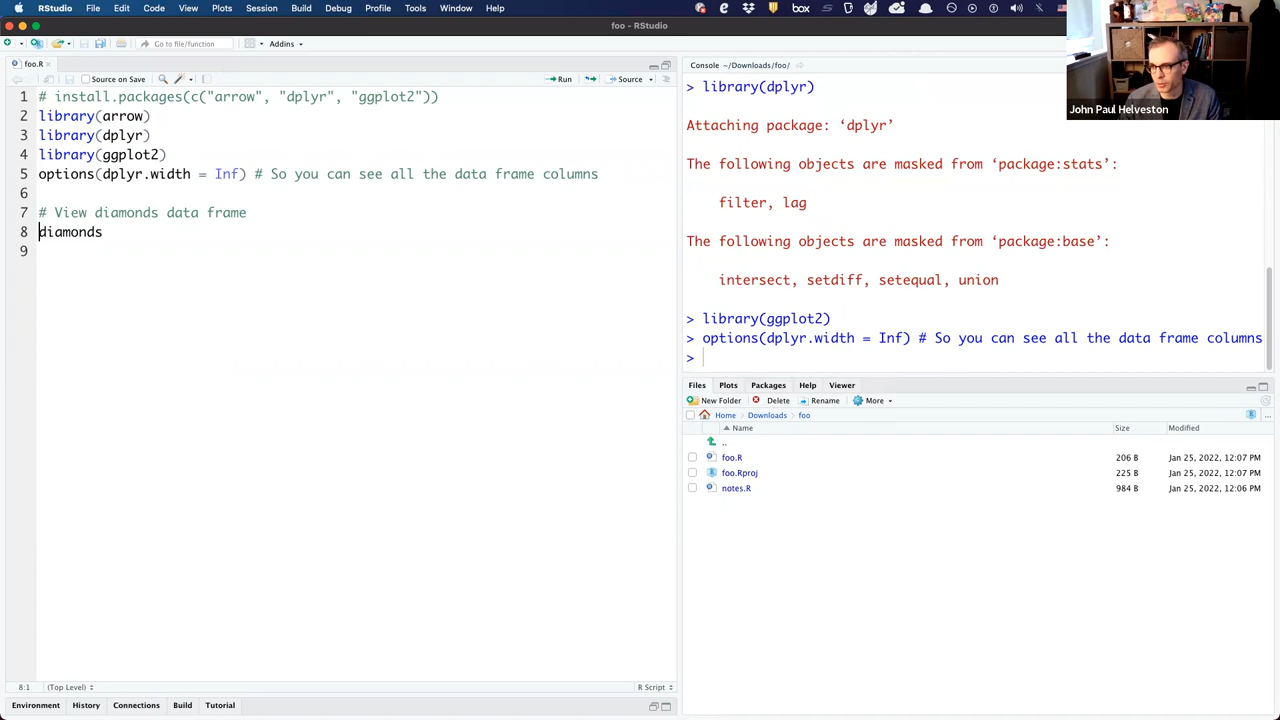 RStudio File Edit Code View Plots Session Build Debug Profile Tools Window Help
foo.R - RStudio
Go to file/function Addins
foo.R
Source on Save Run Source
1 # install.packages(c("arrow", "dplyr", "ggplot2"))
2 library(arrow)
3 library(dplyr)
4 library(ggplot2)
5 options(dplyr.width = Inf) # So you can see all the data frame columns
6
7 # View diamonds data frame
8 diamonds
9
8:1 (Top Level) R Script
Environment History Connections Build Tutorial
Console ~/Downloads/foo/
> library(dplyr)
Attaching package: ‘dplyr’
The following objects are masked from ‘package:stats’:
filter, lag
The following objects are masked from ‘package:base’:
intersect, setdiff, setequal, union
> library(ggplot2)
> options(dplyr.width = Inf) # So you can see all the data frame columns
>
Files Plots Packages Help Viewer
New Folder Delete Rename More
Home Downloads foo ...
Name Size Modified
..
foo.R 206 B Jan 25, 2022, 12:07 PM
foo.Rproj 225 B Jan 25, 2022, 12:07 PM
notes.R 984 B Jan 25, 2022, 12:06 PM
John Paul Helveston